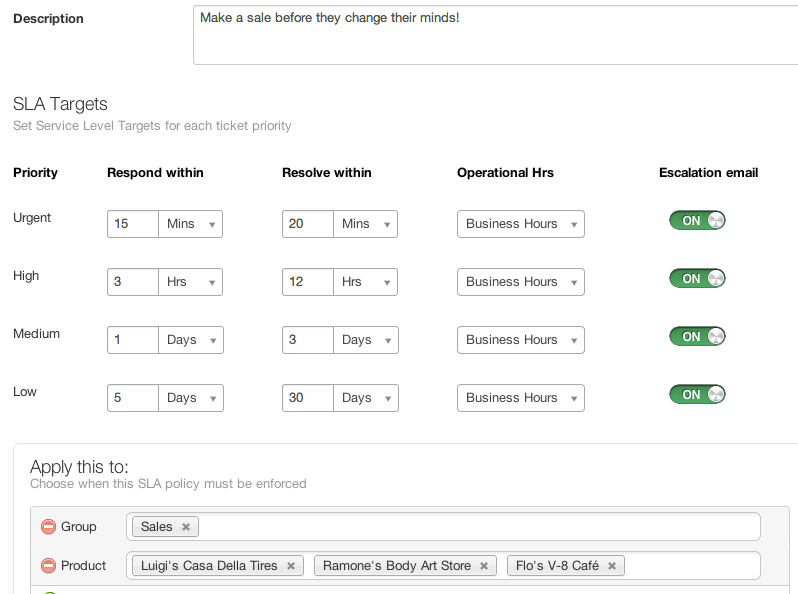 Description Make a sale before they change their minds!
SLA Targets
Set Service Level Targets for each ticket priority
Priority Respond within Resolve within Operational Hrs Escalation email
Urgent 15 Mins 20 Mins Business Hours ON
High 3 Hrs 12 Hrs Business Hours ON
Medium 1 Days 3 Days Business Hours ON
Low 5 Days 30 Days Business Hours ON
Apply this to:
Choose when this SLA policy must be enforced
Group Sales
Product Luigi's Casa Della Tires Ramone's Body Art Store Flo's V-8 Café